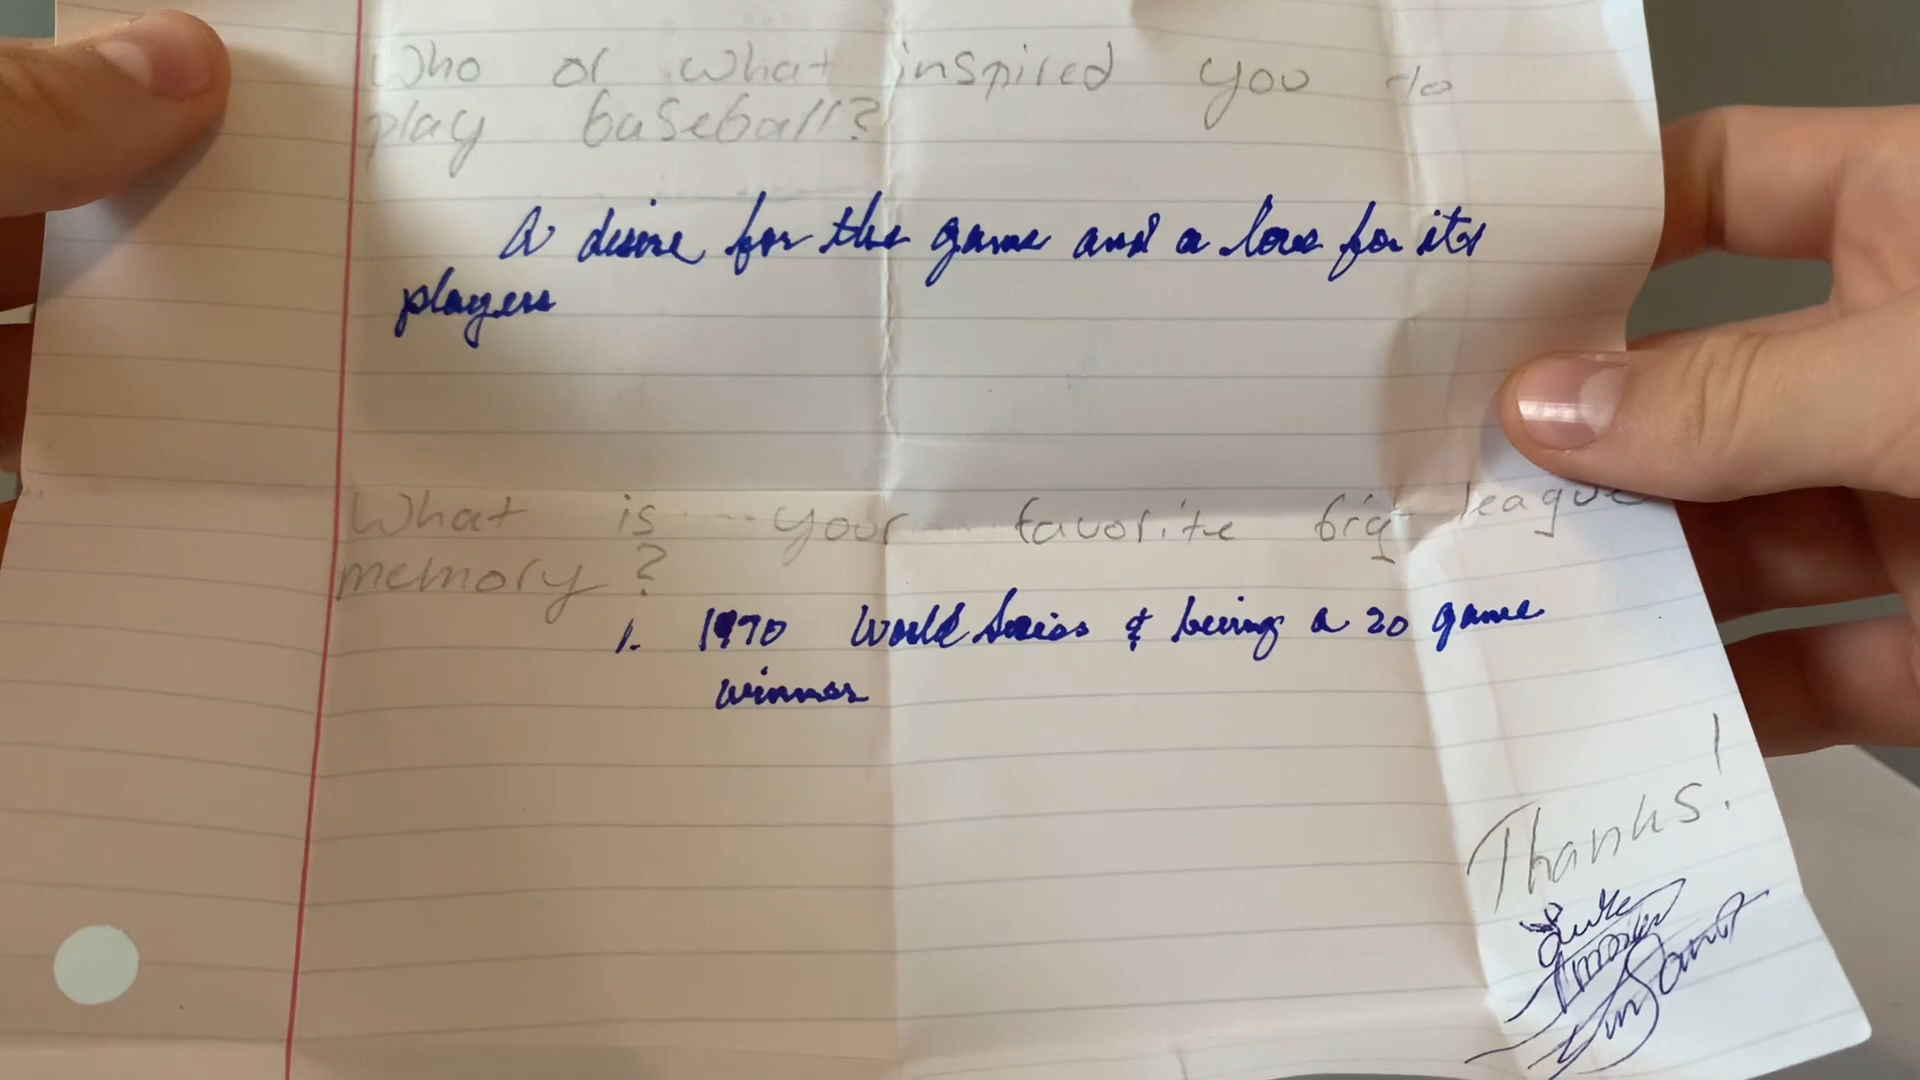 Who or what inspired you to
play baseball?
A desire for the game and a love for its
players
What is your favorite big league
memory?
1. 1970 World Series & being a 20 game
winner
Thanks!
Luke